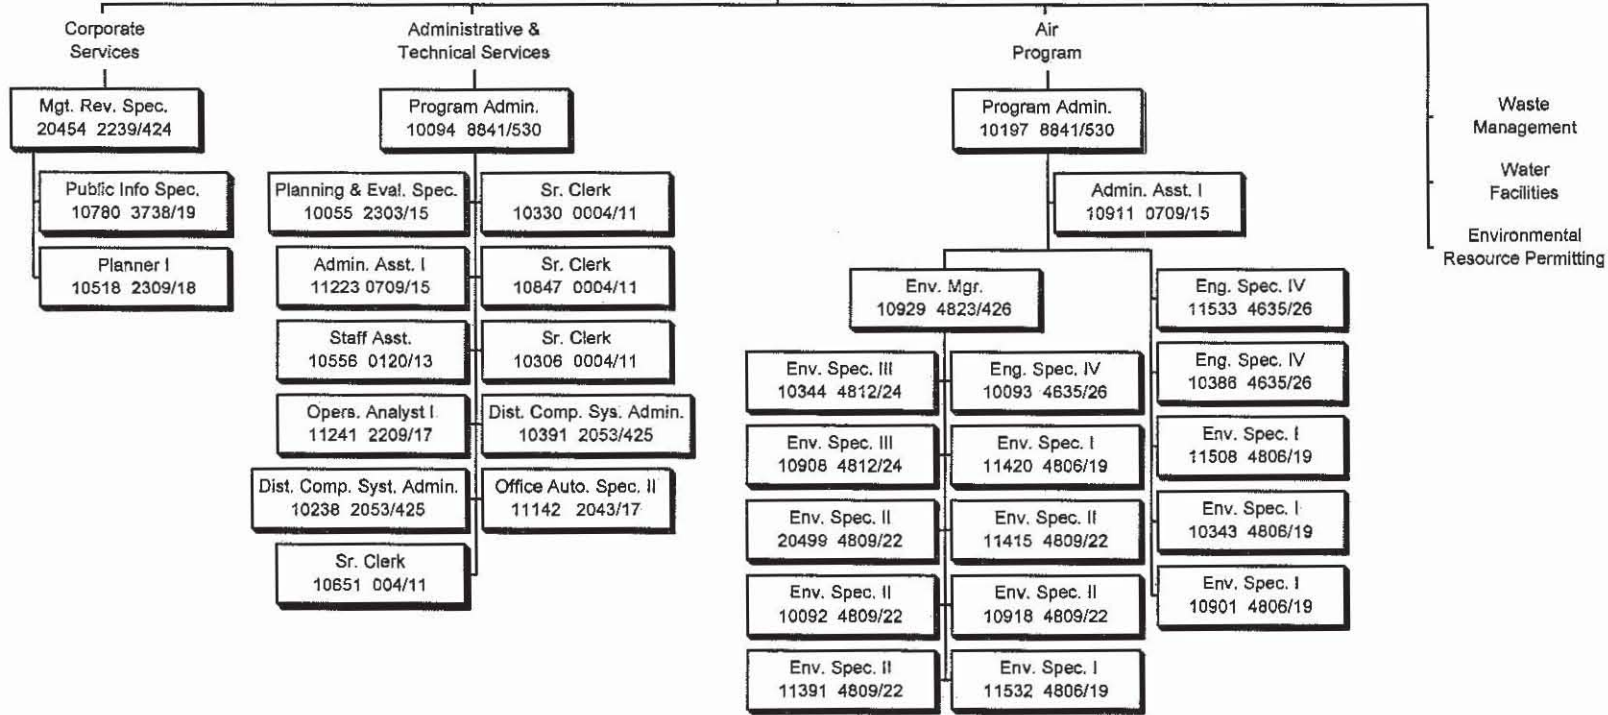 Corporate
Services
Mgt. Rev. Spec.
20454 2239/424
Public Info Spec.
10780 3738/19
Planner I
10518 2309/18
Administrative &
Technical Services
Program Admin.
10094 8841/530
Planning & Eval. Spec.
10055 2303/15
Sr. Clerk
10330 0004/11
Admin. Asst. I
11223 0709/15
Sr. Clerk
10847 0004/11
Staff Asst.
10556 0120/13
Sr. Clerk
10306 0004/11
Opers. Analyst I
11241 2209/17
Dist. Comp. Sys. Admin.
10391 2053/425
Dist. Comp. Syst. Admin.
10238 2053/425
Office Auto. Spec. II
11142 2043/17
Sr. Clerk
10651 004/11
Air
Program
Program Admin.
10197 8841/530
Admin. Asst. I
10911 0709/15
Env. Mgr.
10929 4823/426
Env. Spec. III
10344 4812/24
Eng. Spec. IV
10093 4635/26
Env. Spec. III
10908 4812/24
Env. Spec. I
11420 4806/19
Env. Spec. II
20499 4809/22
Env. Spec. II
11415 4809/22
Env. Spec. II
10092 4809/22
Env. Spec. II
10918 4809/22
Env. Spec. II
11391 4809/22
Env. Spec. I
11532 4806/19
Eng. Spec. IV
11533 4635/26
Eng. Spec. IV
10386 4635/26
Env. Spec. I
11508 4806/19
Env. Spec. I
10343 4806/19
Env. Spec. I
10901 4806/19
Waste
Management
Water
Facilities
Environmental
Resource Permitting